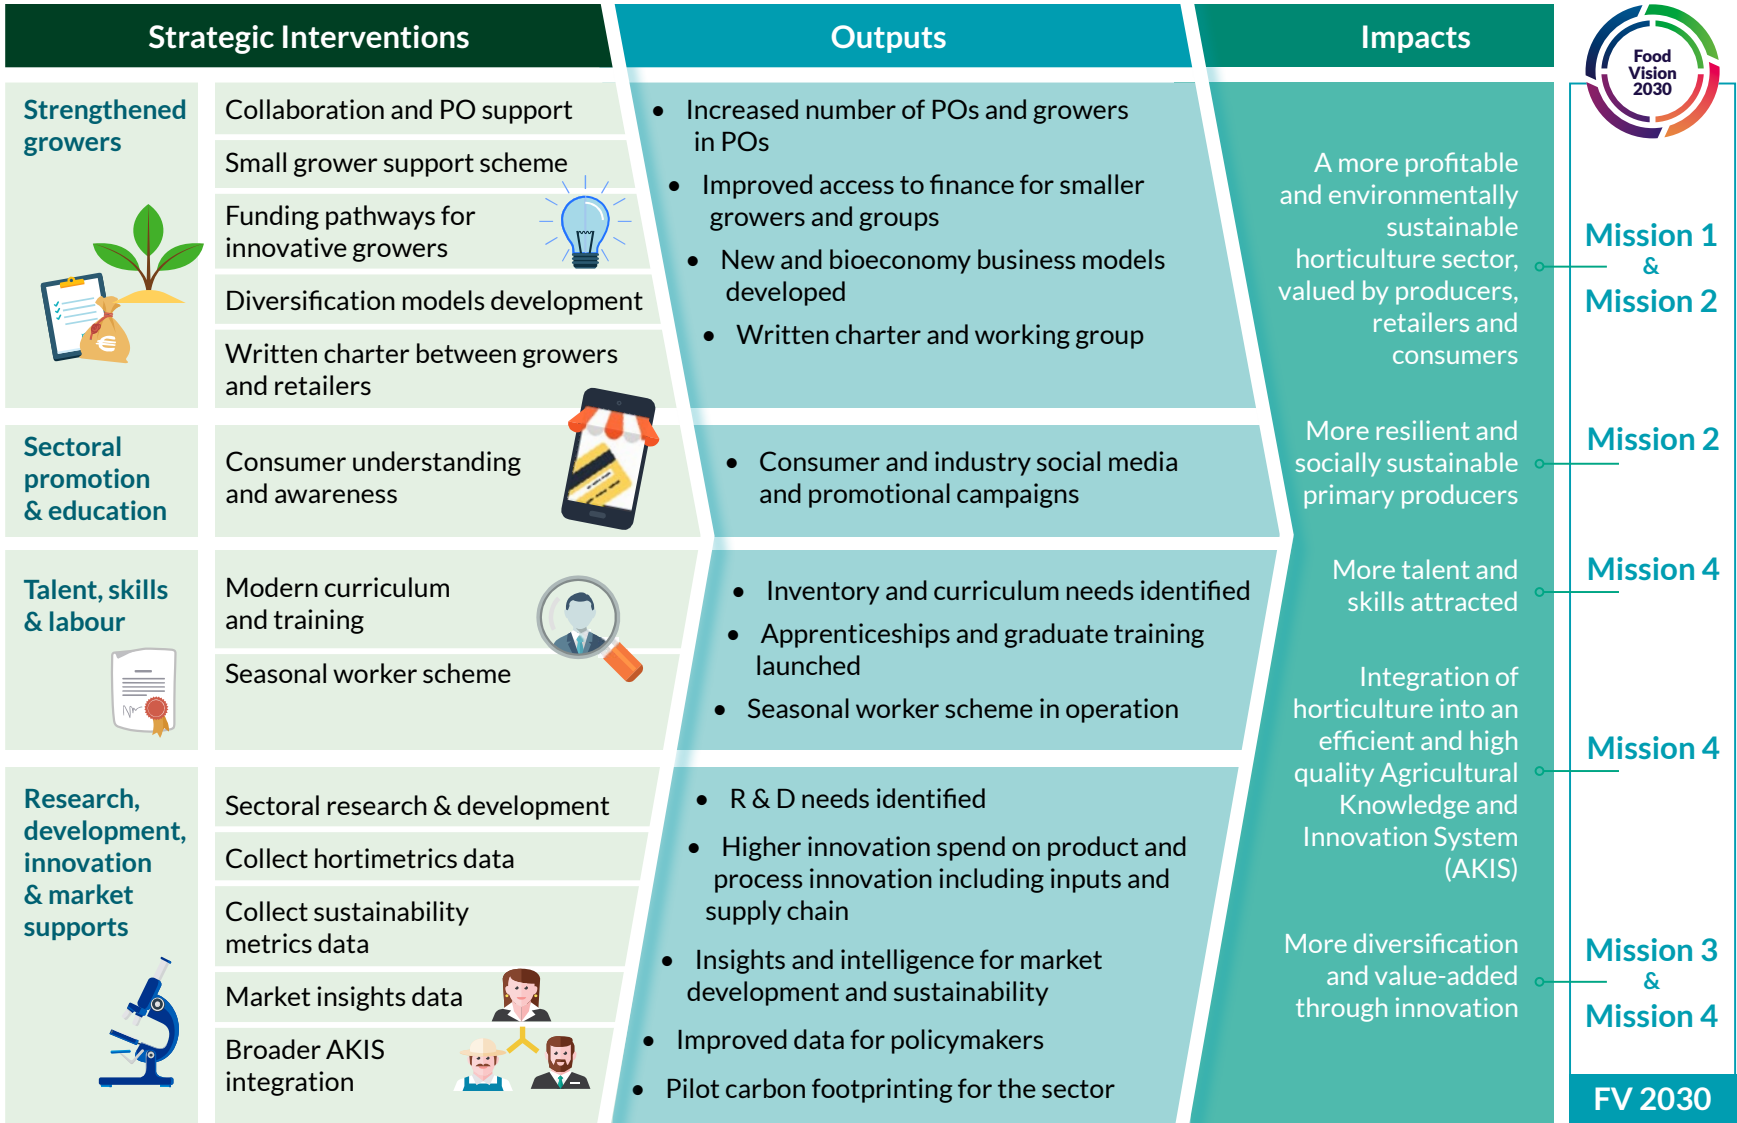 Strategic Interventions
Outputs
Impacts
Food
Vision
2030
Strengthened
growers
Collaboration and PO support
Small grower support scheme
Funding pathways for
innovative growers
Diversification models development
Written charter between growers
and retailers
• Increased number of POs and growers
in POs
• Improved access to finance for smaller
growers and groups
• New and bioeconomy business models
developed
• Written charter and working group
A more profitable
and environmentally
sustainable
horticulture sector,
valued by producers,
retailers and
consumers
Mission 1
&
Mission 2
Sectoral
promotion
& education
Consumer understanding
and awareness
• Consumer and industry social media
and promotional campaigns
More resilient and
socially sustainable
primary producers
Mission 2
Talent, skills
& labour
Modern curriculum
and training
Seasonal worker scheme
• Inventory and curriculum needs identified
• Apprenticeships and graduate training
launched
• Seasonal worker scheme in operation
More talent and
skills attracted
Mission 4
Integration of
horticulture into an
efficient and high
quality Agricultural
Knowledge and
Innovation System
(AKIS)
Mission 4
Research,
development,
innovation
& market
supports
Sectoral research & development
Collect hortimetrics data
Collect sustainability
metrics data
Market insights data
Broader AKIS
integration
• R & D needs identified
• Higher innovation spend on product and
process innovation including inputs and
supply chain
• Insights and intelligence for market
development and sustainability
• Improved data for policymakers
• Pilot carbon footprinting for the sector
More diversification
and value-added
through innovation
Mission 3
&
Mission 4
FV 2030